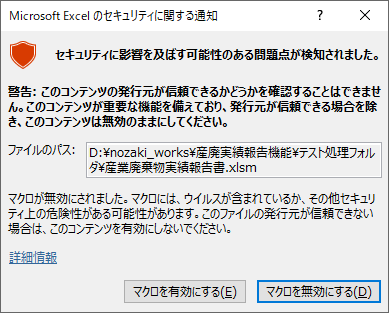 Microsoft Excel のセキュリティに関する通知
セキュリティに影響を及ぼす可能性のある問題点が検知されました。
警告: このコンテンツの発行元が信頼できるかどうかを確認することはできませ
ん。このコンテンツが重要な機能を備えており、発行元が信頼できる場合を除
き、このコンテンツは無効のままにしてください。
ファイルのパス: D:¥nozaki_works¥産廃実績報告機能¥テスト処理フォル
ダ¥産業廃棄物実績報告書.xlsm
マクロが無効にされました。マクロには、ウイルスが含まれているか、その他セキュリ
ティ上の危険性がある可能性があります。このファイルの発行元が信頼できない
場合は、このコンテンツを有効にしないでください。
詳細情報
マクロを有効にする(E) マクロを無効にする(D)